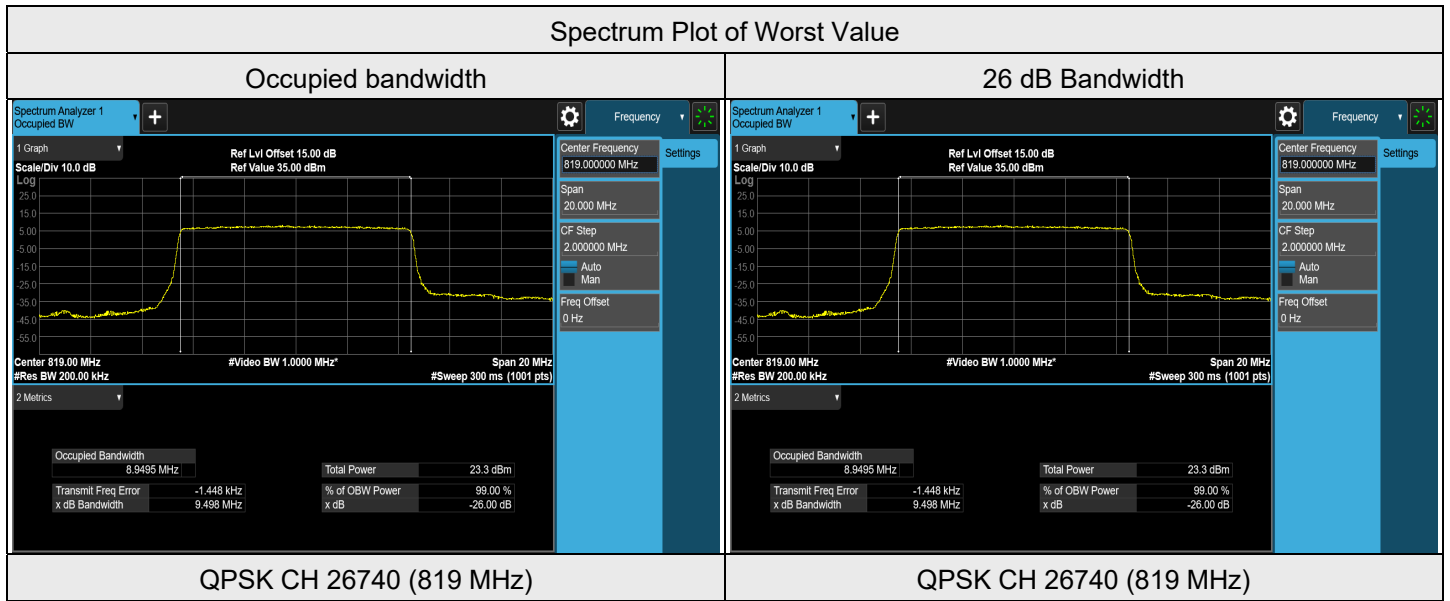 Spectrum Plot of Worst Value
Occupied bandwidth
26 dB Bandwidth
Spectrum Analyzer 1
Occupied BW
+
Frequency
Settings
1 Graph
Scale/Div 10.0 dB
Ref Lvl Offset 15.00 dB
Ref Value 35.00 dBm
Log
25.0
15.0
5.00
-5.00
-15.0
-25.0
-35.0
-45.0
-55.0
Center 819.00 MHz
#Video BW 1.0000 MHz*
Span 20 MHz
#Res BW 200.00 kHz
#Sweep 300 ms (1001 pts)
Center Frequency
819.000000 MHz
Span
20.000 MHz
CF Step
2.000000 MHz
Auto
Man
Freq Offset
0 Hz
2 Metrics
Occupied Bandwidth
8.9495 MHz
Total Power 23.3 dBm
Transmit Freq Error -1.448 kHz
% of OBW Power 99.00 %
x dB Bandwidth 9.498 MHz
x dB -26.00 dB
Spectrum Analyzer 1
Occupied BW
+
Frequency
Settings
1 Graph
Scale/Div 10.0 dB
Ref Lvl Offset 15.00 dB
Ref Value 35.00 dBm
Log
25.0
15.0
5.00
-5.00
-15.0
-25.0
-35.0
-45.0
-55.0
Center 819.00 MHz
#Video BW 1.0000 MHz*
Span 20 MHz
#Res BW 200.00 kHz
#Sweep 300 ms (1001 pts)
Center Frequency
819.000000 MHz
Span
20.000 MHz
CF Step
2.000000 MHz
Auto
Man
Freq Offset
0 Hz
2 Metrics
Occupied Bandwidth
8.9495 MHz
Total Power 23.3 dBm
Transmit Freq Error -1.448 kHz
% of OBW Power 99.00 %
x dB Bandwidth 9.498 MHz
x dB -26.00 dB
QPSK CH 26740 (819 MHz)
QPSK CH 26740 (819 MHz)